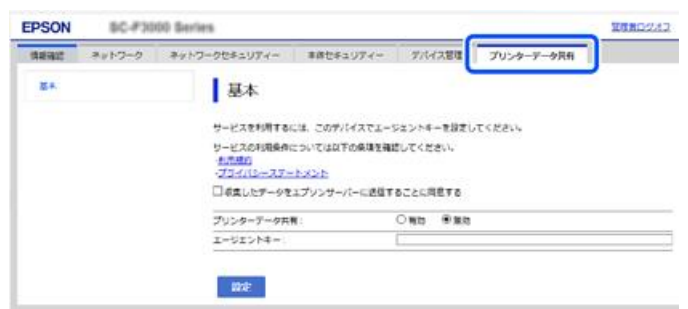 EPSON SC-F3000 Series 管理者ログオフ
情報確認 ネットワーク ネットワークセキュリティー 本体セキュリティー デバイス管理 プリンターデータ共有
基本
基本
サービスを利用するには、このデバイスでエージェントキーを設定してください。
サービスの利用条件については以下の条項を確認してください。
-利用規約
-プライバシーステートメント
収集したデータをエプソンサーバーに送信することに同意する
プリンターデータ共有: 有効 無効
エージェントキー:
設定